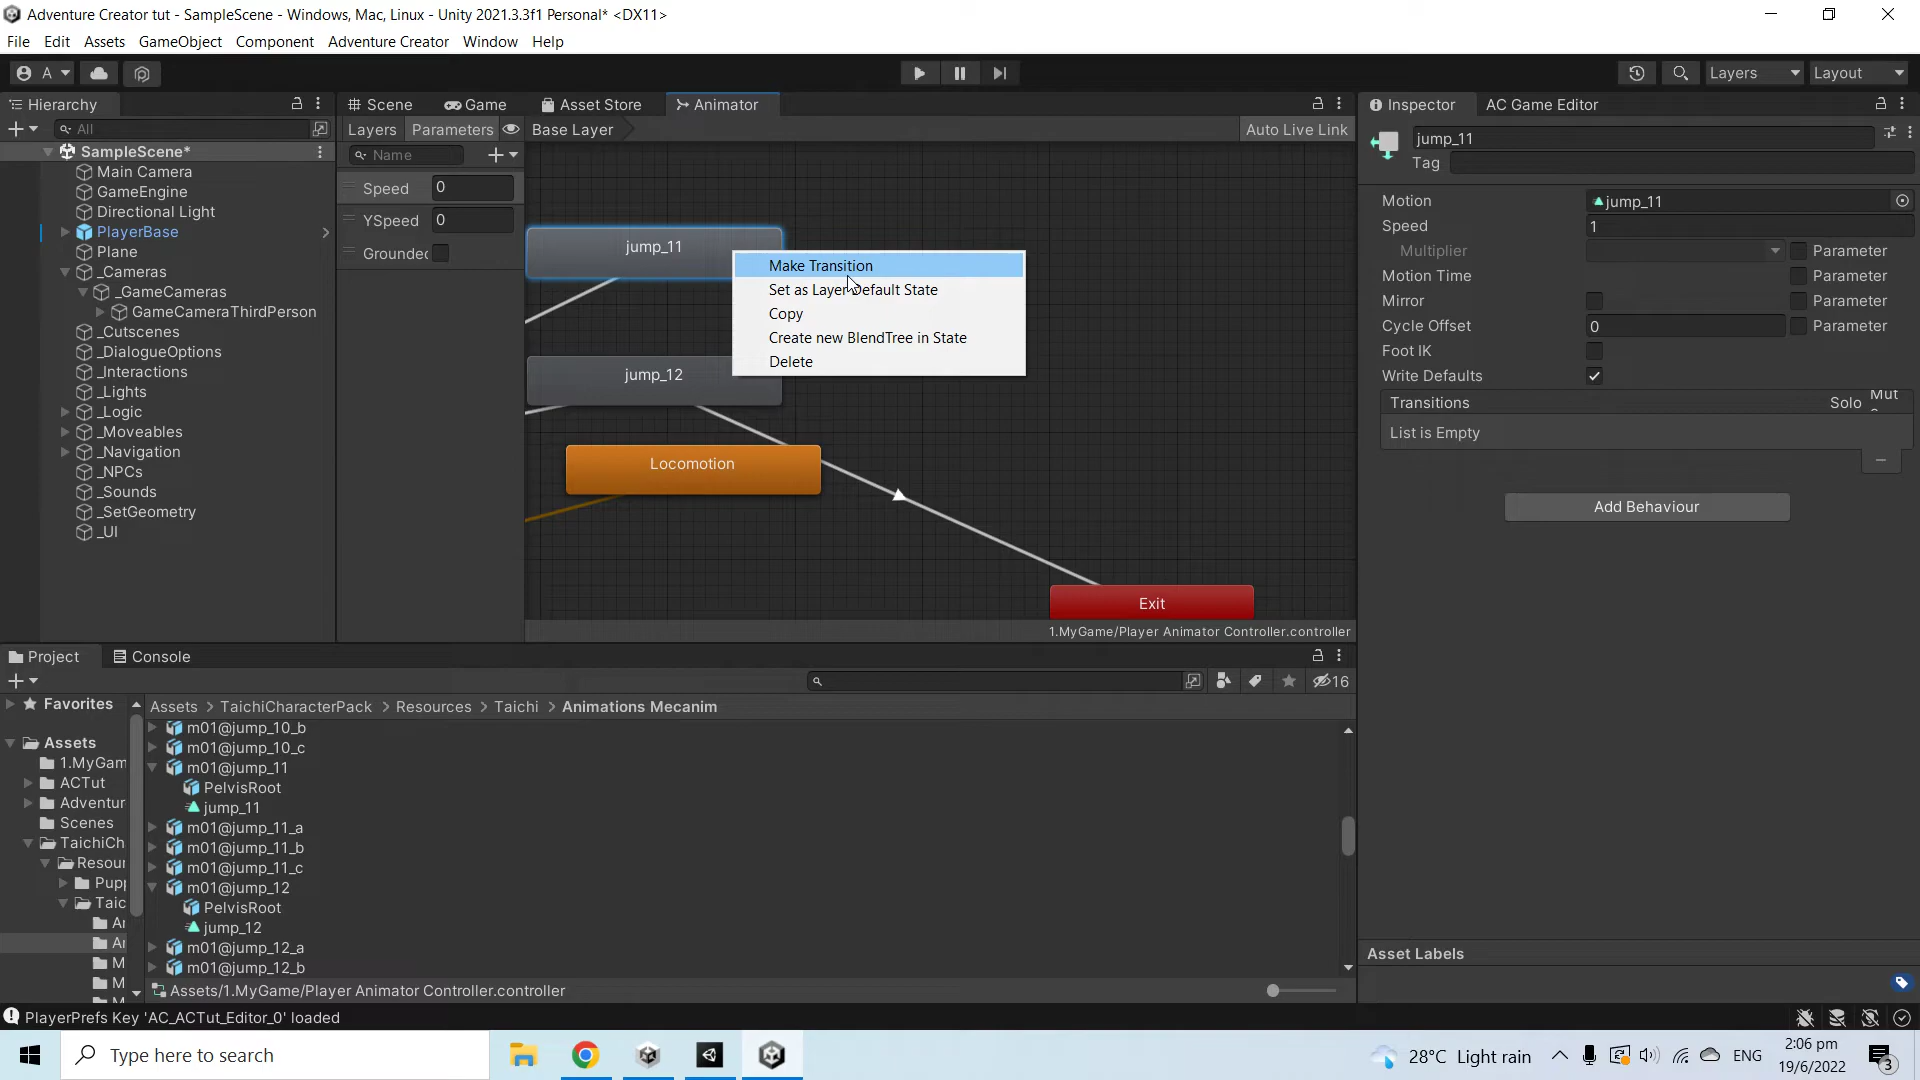 Adventure Creator tut - SampleScene - Windows, Mac, Linux - Unity 2021.3.3f1 Personal* <DX11>
File Edit Assets GameObject Component Adventure Creator Window Help
A Layers Layout
Hierarchy
All
SampleScene*
Main Camera
GameEngine
Directional Light
PlayerBase
Plane
_Cameras
_GameCameras
GameCameraThirdPerson
_Cutscenes
_DialogueOptions
_Interactions
_Lights
_Logic
_Moveables
_Navigation
_NPCs
_Sounds
_SetGeometry
_UI
Scene Game Asset Store Animator
Layers Parameters Base Layer Auto Live Link
Name
Speed 0
YSpeed 0
Grounded
jump_11
jump_12
Locomotion
Exit
Make Transition
Set as Layer Default State
Copy
Create new BlendTree in State
Delete
1.MyGame/Player Animator Controller.controller
Inspector AC Game Editor
jump_11
Tag
Motion jump_11
Speed 1
Multiplier Parameter
Motion Time Parameter
Mirror Parameter
Cycle Offset 0 Parameter
Foot IK
Write Defaults
Transitions Solo Mut
List is Empty
Add Behaviour
Asset Labels
Project Console
16
Favorites
Assets
1.MyGam
ACTut
Adventur
Scenes
TaichiCh
Resour
Pupp
Taic
Ar
Ar
M
M
M
Assets > TaichiCharacterPack > Resources > Taichi > Animations Mecanim
m01@jump_10_b
m01@jump_10_c
m01@jump_11
PelvisRoot
jump_11
m01@jump_11_a
m01@jump_11_b
m01@jump_11_c
m01@jump_12
PelvisRoot
jump_12
m01@jump_12_a
m01@jump_12_b
Assets/1.MyGame/Player Animator Controller.controller
PlayerPrefs Key 'AC_ACTut_Editor_0' loaded
Type here to search
28°C Light rain
ENG
2:06 pm
19/6/2022
3